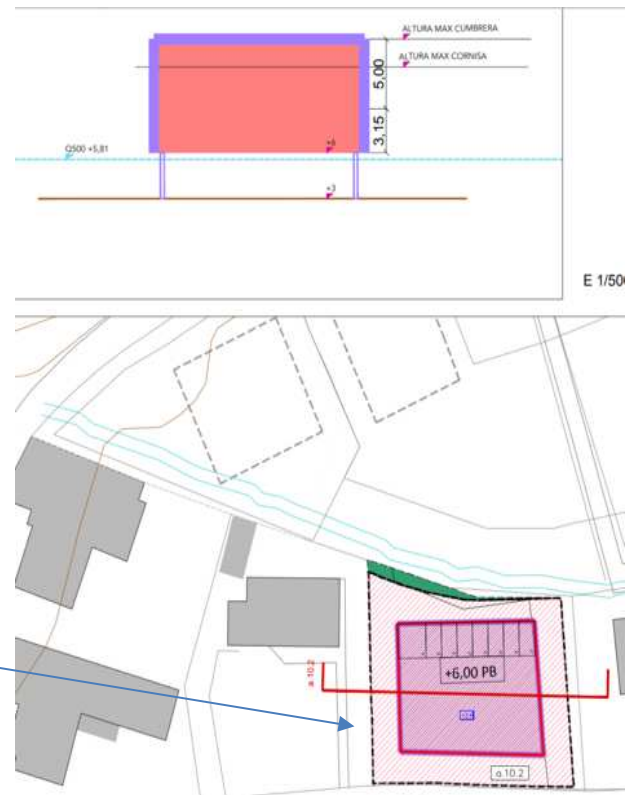 ALTURA MAX CUMBRERA
ALTURA MAX CORNISA
5,00
3,15
Q500 +5,81
+6
+3
E 1/500
a 10.2
+6,00 PB
a 10.2